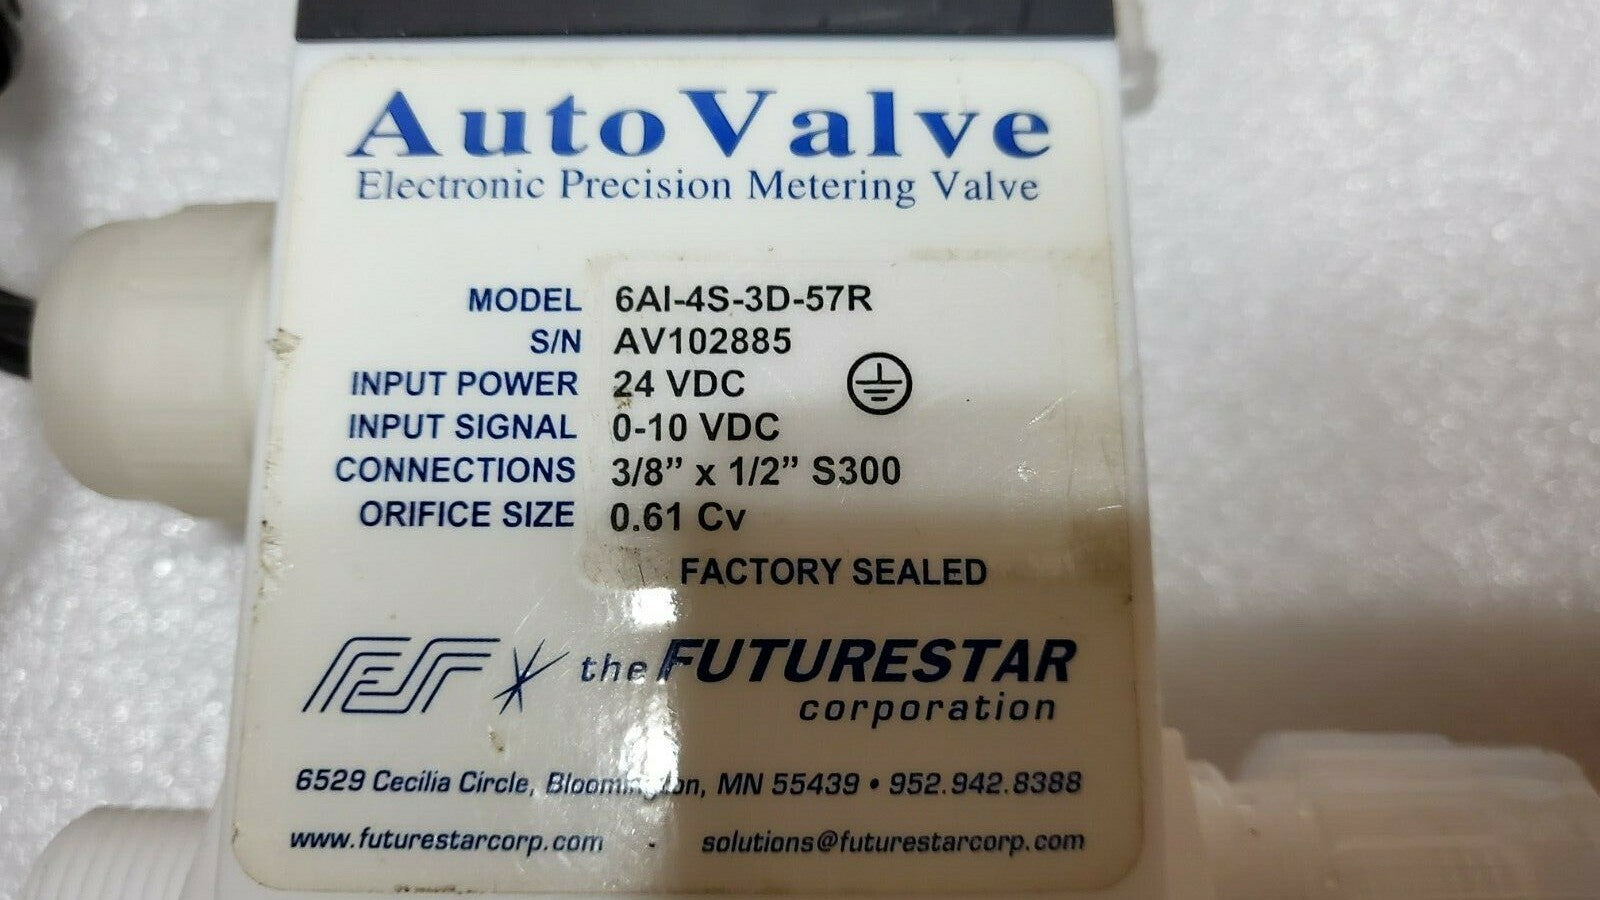 AutoValve
Electronic Precision Metering Valve
MODEL 6AI-4S-3D-57R
S/N AV102885
INPUT POWER 24 VDC
INPUT SIGNAL 0-10 VDC
CONNECTIONS 3/8” x 1/2” S300
ORIFICE SIZE 0.61 Cv
FACTORY SEALED
FSF the FUTURESTAR
corporation
6529 Cecilia Circle, Bloomington, MN 55439 • 952.942.8388
www.futurestarcorp.com - solutions@futurestarcorp.com